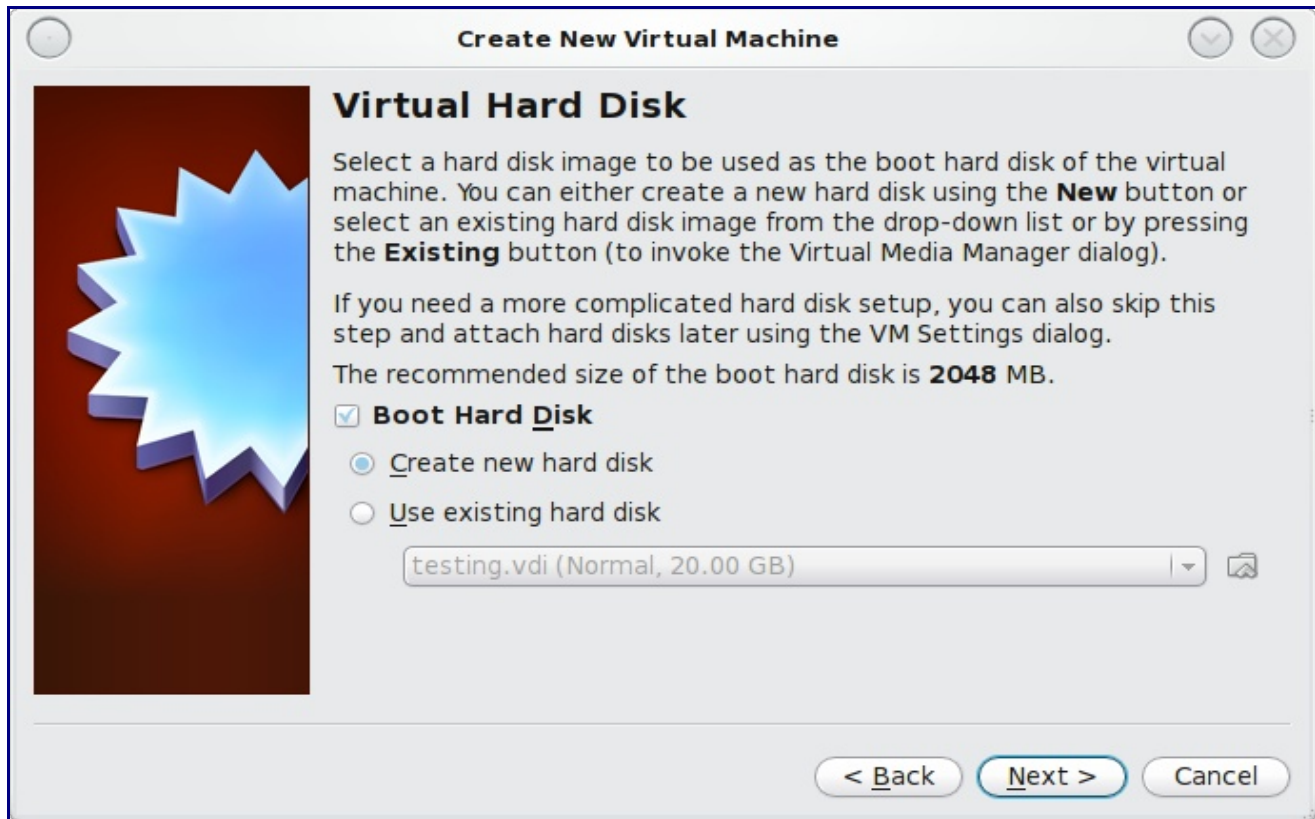 Create New Virtual Machine
Virtual Hard Disk
Select a hard disk image to be used as the boot hard disk of the virtual
machine. You can either create a new hard disk using the New button or
select an existing hard disk image from the drop-down list or by pressing
the Existing button (to invoke the Virtual Media Manager dialog).
If you need a more complicated hard disk setup, you can also skip this
step and attach hard disks later using the VM Settings dialog.
The recommended size of the boot hard disk is 2048 MB.
Boot Hard Disk
Create new hard disk
Use existing hard disk
testing.vdi (Normal, 20.00 GB)
< Back
Next >
Cancel